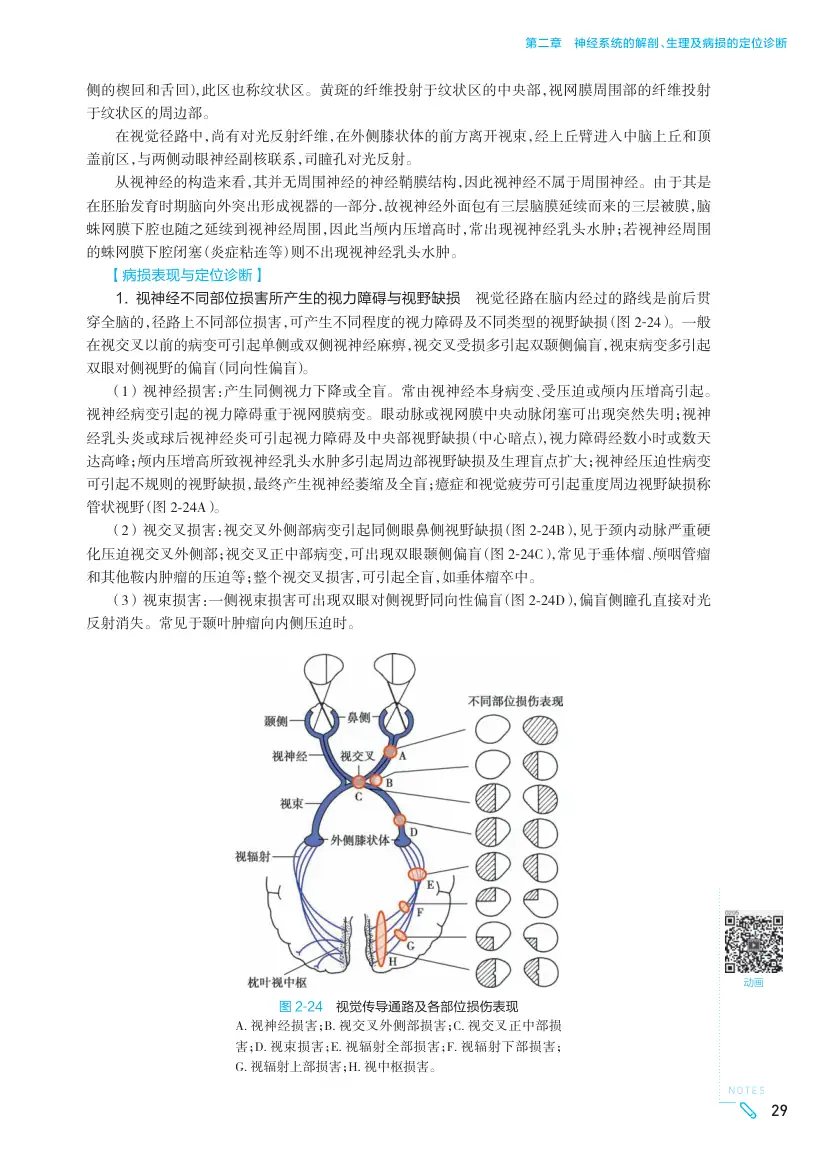 第二章　神经系统的解剖、生理及病损的定位诊断
侧的楔回和舌回),此区也称纹状区。黄斑的纤维投射于纹状区的中央部,视网膜周围部的纤维投射
于纹状区的周边部。
在视觉径路中,尚有对光反射纤维,在外侧膝状体的前方离开视束,经上丘臂进入中脑上丘和顶
盖前区,与两侧动眼神经副核联系,司瞳孔对光反射。
从视神经的构造来看,其并无周围神经的神经鞘膜结构,因此视神经不属于周围神经。由于其是
在胚胎发育时期脑向外突出形成视器的一部分,故视神经外面包有三层脑膜延续而来的三层被膜,脑
蛛网膜下腔也随之延续到视神经周围,因此当颅内压增高时,常出现视神经乳头水肿;若视神经周围
的蛛网膜下腔闭塞(炎症粘连等)则不出现视神经乳头水肿。
【病损表现与定位诊断】
1. 视神经不同部位损害所产生的视力障碍与视野缺损　视觉径路在脑内经过的路线是前后贯
穿全脑的,径路上不同部位损害,可产生不同程度的视力障碍及不同类型的视野缺损(图 2-24)。一般
在视交叉以前的病变可引起单侧或双侧视神经麻痹,视交叉受损多引起双颞侧偏盲,视束病变多引起
双眼对侧视野的偏盲(同向性偏盲)。
(1)视神经损害:产生同侧视力下降或全盲。常由视神经本身病变、受压迫或颅内压增高引起。
视神经病变引起的视力障碍重于视网膜病变。眼动脉或视网膜中央动脉闭塞可出现突然失明;视神
经乳头炎或球后视神经炎可引起视力障碍及中央部视野缺损(中心暗点),视力障碍经数小时或数天
达高峰;颅内压增高所致视神经乳头水肿多引起周边部视野缺损及生理盲点扩大;视神经压迫性病变
可引起不规则的视野缺损,最终产生视神经萎缩及全盲;癔症和视觉疲劳可引起重度周边视野缺损称
管状视野(图 2-24A)。
(2)视交叉损害:视交叉外侧部病变引起同侧眼鼻侧视野缺损(图 2-24B),见于颈内动脉严重硬
化压迫视交叉外侧部;视交叉正中部病变,可出现双眼颞侧偏盲(图 2-24C),常见于垂体瘤、颅咽管瘤
和其他鞍内肿瘤的压迫等;整个视交叉损害,可引起全盲,如垂体瘤卒中。
(3)视束损害:一侧视束损害可出现双眼对侧视野同向性偏盲(图 2-24D),偏盲侧瞳孔直接对光
反射消失。常见于颞叶肿瘤向内侧压迫时。
不同部位损伤表现
颞侧
鼻侧
视神经
视交叉
A
B
C
视束
D
外侧膝状体
视辐射
E
F
G
H
枕叶视中枢
动画
图 2-24　视觉传导通路及各部位损伤表现
A. 视神经损害;B. 视交叉外侧部损害;C. 视交叉正中部损
害;D. 视束损害;E. 视辐射全部损害;F. 视辐射下部损害;
G. 视辐射上部损害;H. 视中枢损害。
NOTES
29